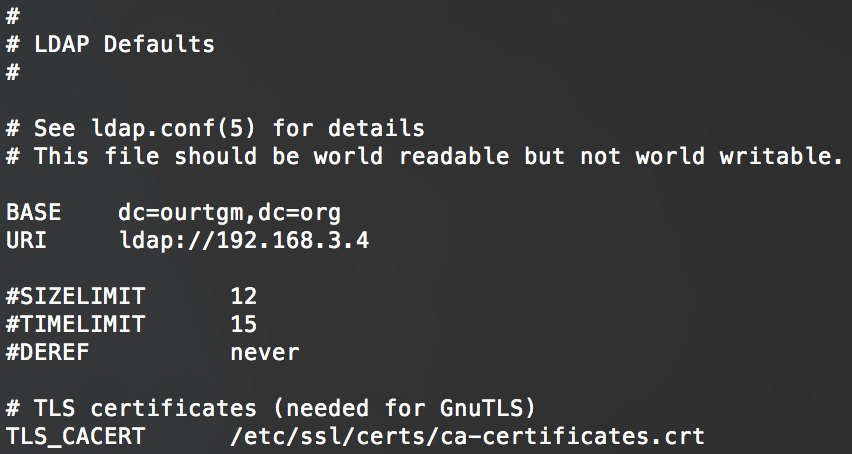 #
# LDAP Defaults
#
# See ldap.conf(5) for details
# This file should be world readable but not world writable.
BASE    dc=ourtgm,dc=org
URI     ldap://192.168.3.4
#SIZELIMIT      12
#TIMELIMIT      15
#DEREF          never
# TLS certificates (needed for GnuTLS)
TLS_CACERT      /etc/ssl/certs/ca-certificates.crt